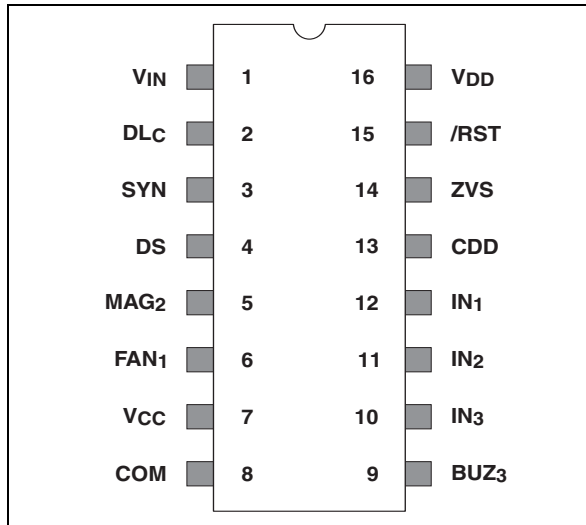 VIN 1 16 VDD
DLC 2 15 /RST
SYN 3 14 ZVS
DS 4 13 CDD
MAG2 5 12 IN1
FAN1 6 11 IN2
VCC 7 10 IN3
COM 8 9 BUZ3